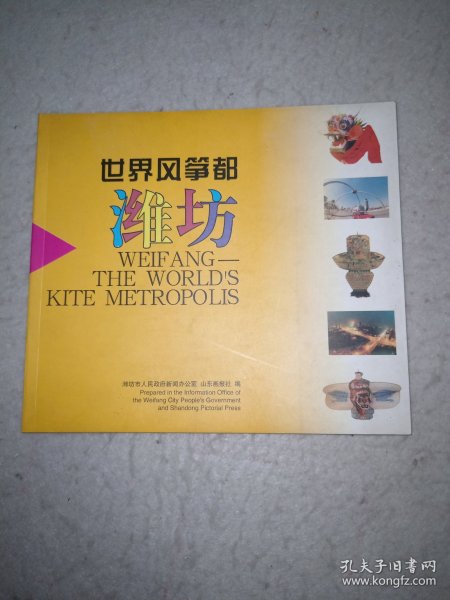 世界风筝都
潍坊
WEIFANG—
THE WORLD'S
KITE METROPOLIS
潍坊市人民政府新闻办公室 山东画报社 编
Prepared in the Information Office of
the Weifang City People's Government
and Shandong Pictorial Press
孔夫子旧书网
www.kongfz.com